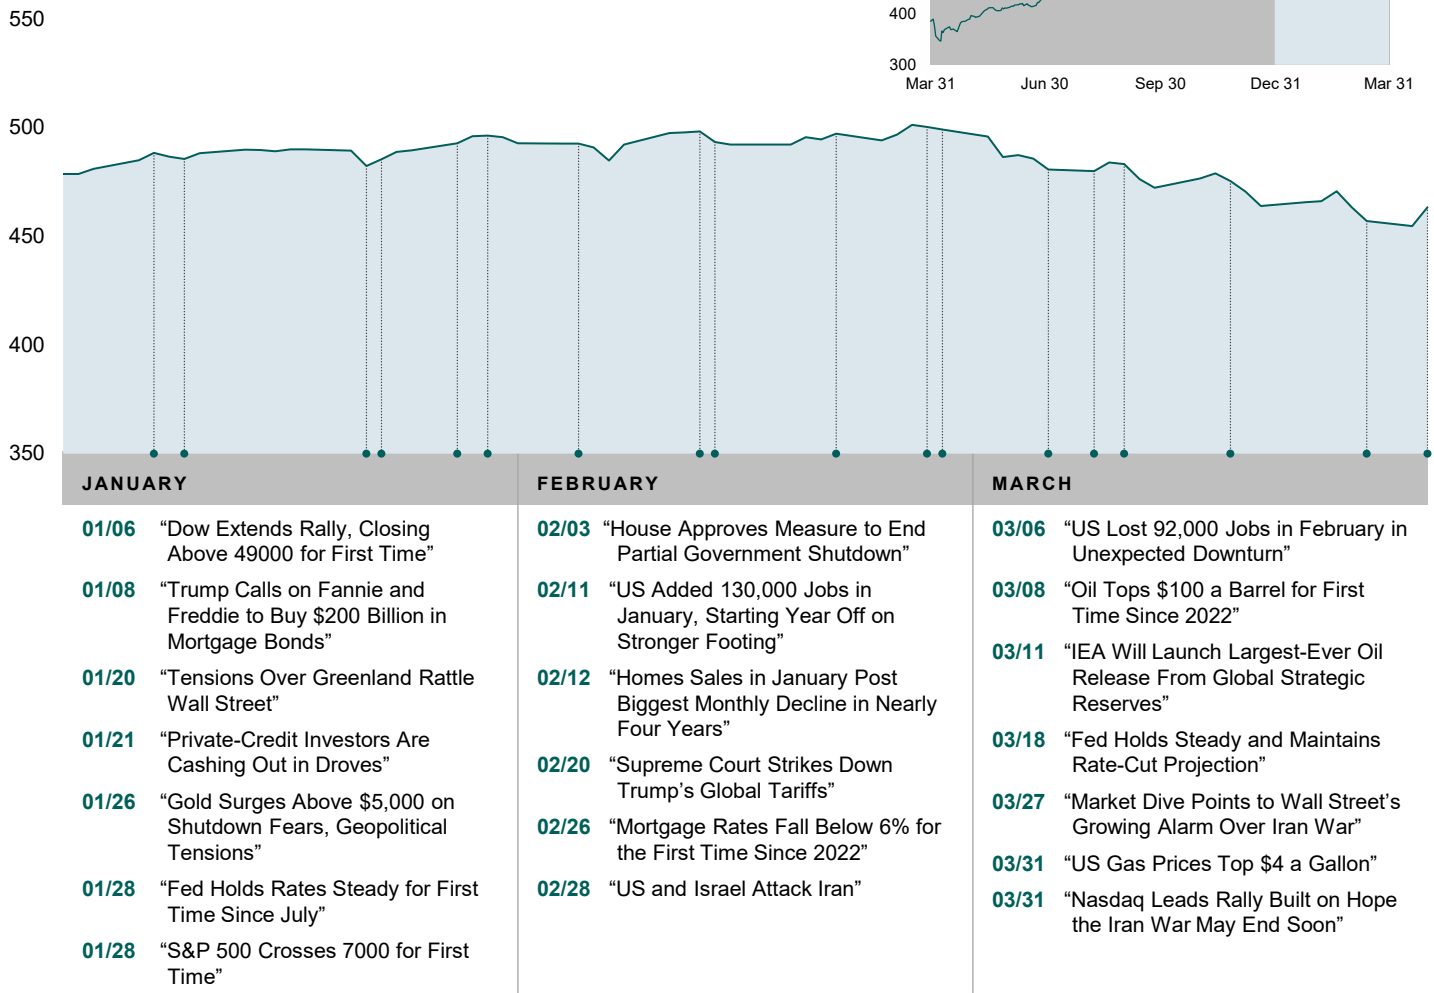 550
400
300
Mar 31
Jun 30
Sep 30
Dec 31
Mar 31
500
450
400
350
JANUARY
01/06 “Dow Extends Rally, Closing
Above 49000 for First Time”
01/08 “Trump Calls on Fannie and
Freddie to Buy $200 Billion in
Mortgage Bonds”
01/20 “Tensions Over Greenland Rattle
Wall Street”
01/21 “Private-Credit Investors Are
Cashing Out in Droves”
01/26 “Gold Surges Above $5,000 on
Shutdown Fears, Geopolitical
Tensions”
01/28 “Fed Holds Rates Steady for First
Time Since July”
01/28 “S&P 500 Crosses 7000 for First
Time”
FEBRUARY
02/03 “House Approves Measure to End
Partial Government Shutdown”
02/11 “US Added 130,000 Jobs in
January, Starting Year Off on
Stronger Footing”
02/12 “Homes Sales in January Post
Biggest Monthly Decline in Nearly
Four Years”
02/20 “Supreme Court Strikes Down
Trump’s Global Tariffs”
02/26 “Mortgage Rates Fall Below 6% for
the First Time Since 2022”
02/28 “US and Israel Attack Iran”
MARCH
03/06 “US Lost 92,000 Jobs in February in
Unexpected Downturn”
03/08 “Oil Tops $100 a Barrel for First
Time Since 2022”
03/11 “IEA Will Launch Largest-Ever Oil
Release From Global Strategic
Reserves”
03/18 “Fed Holds Steady and Maintains
Rate-Cut Projection”
03/27 “Market Dive Points to Wall Street’s
Growing Alarm Over Iran War”
03/31 “US Gas Prices Top $4 a Gallon”
03/31 “Nasdaq Leads Rally Built on Hope
the Iran War May End Soon”